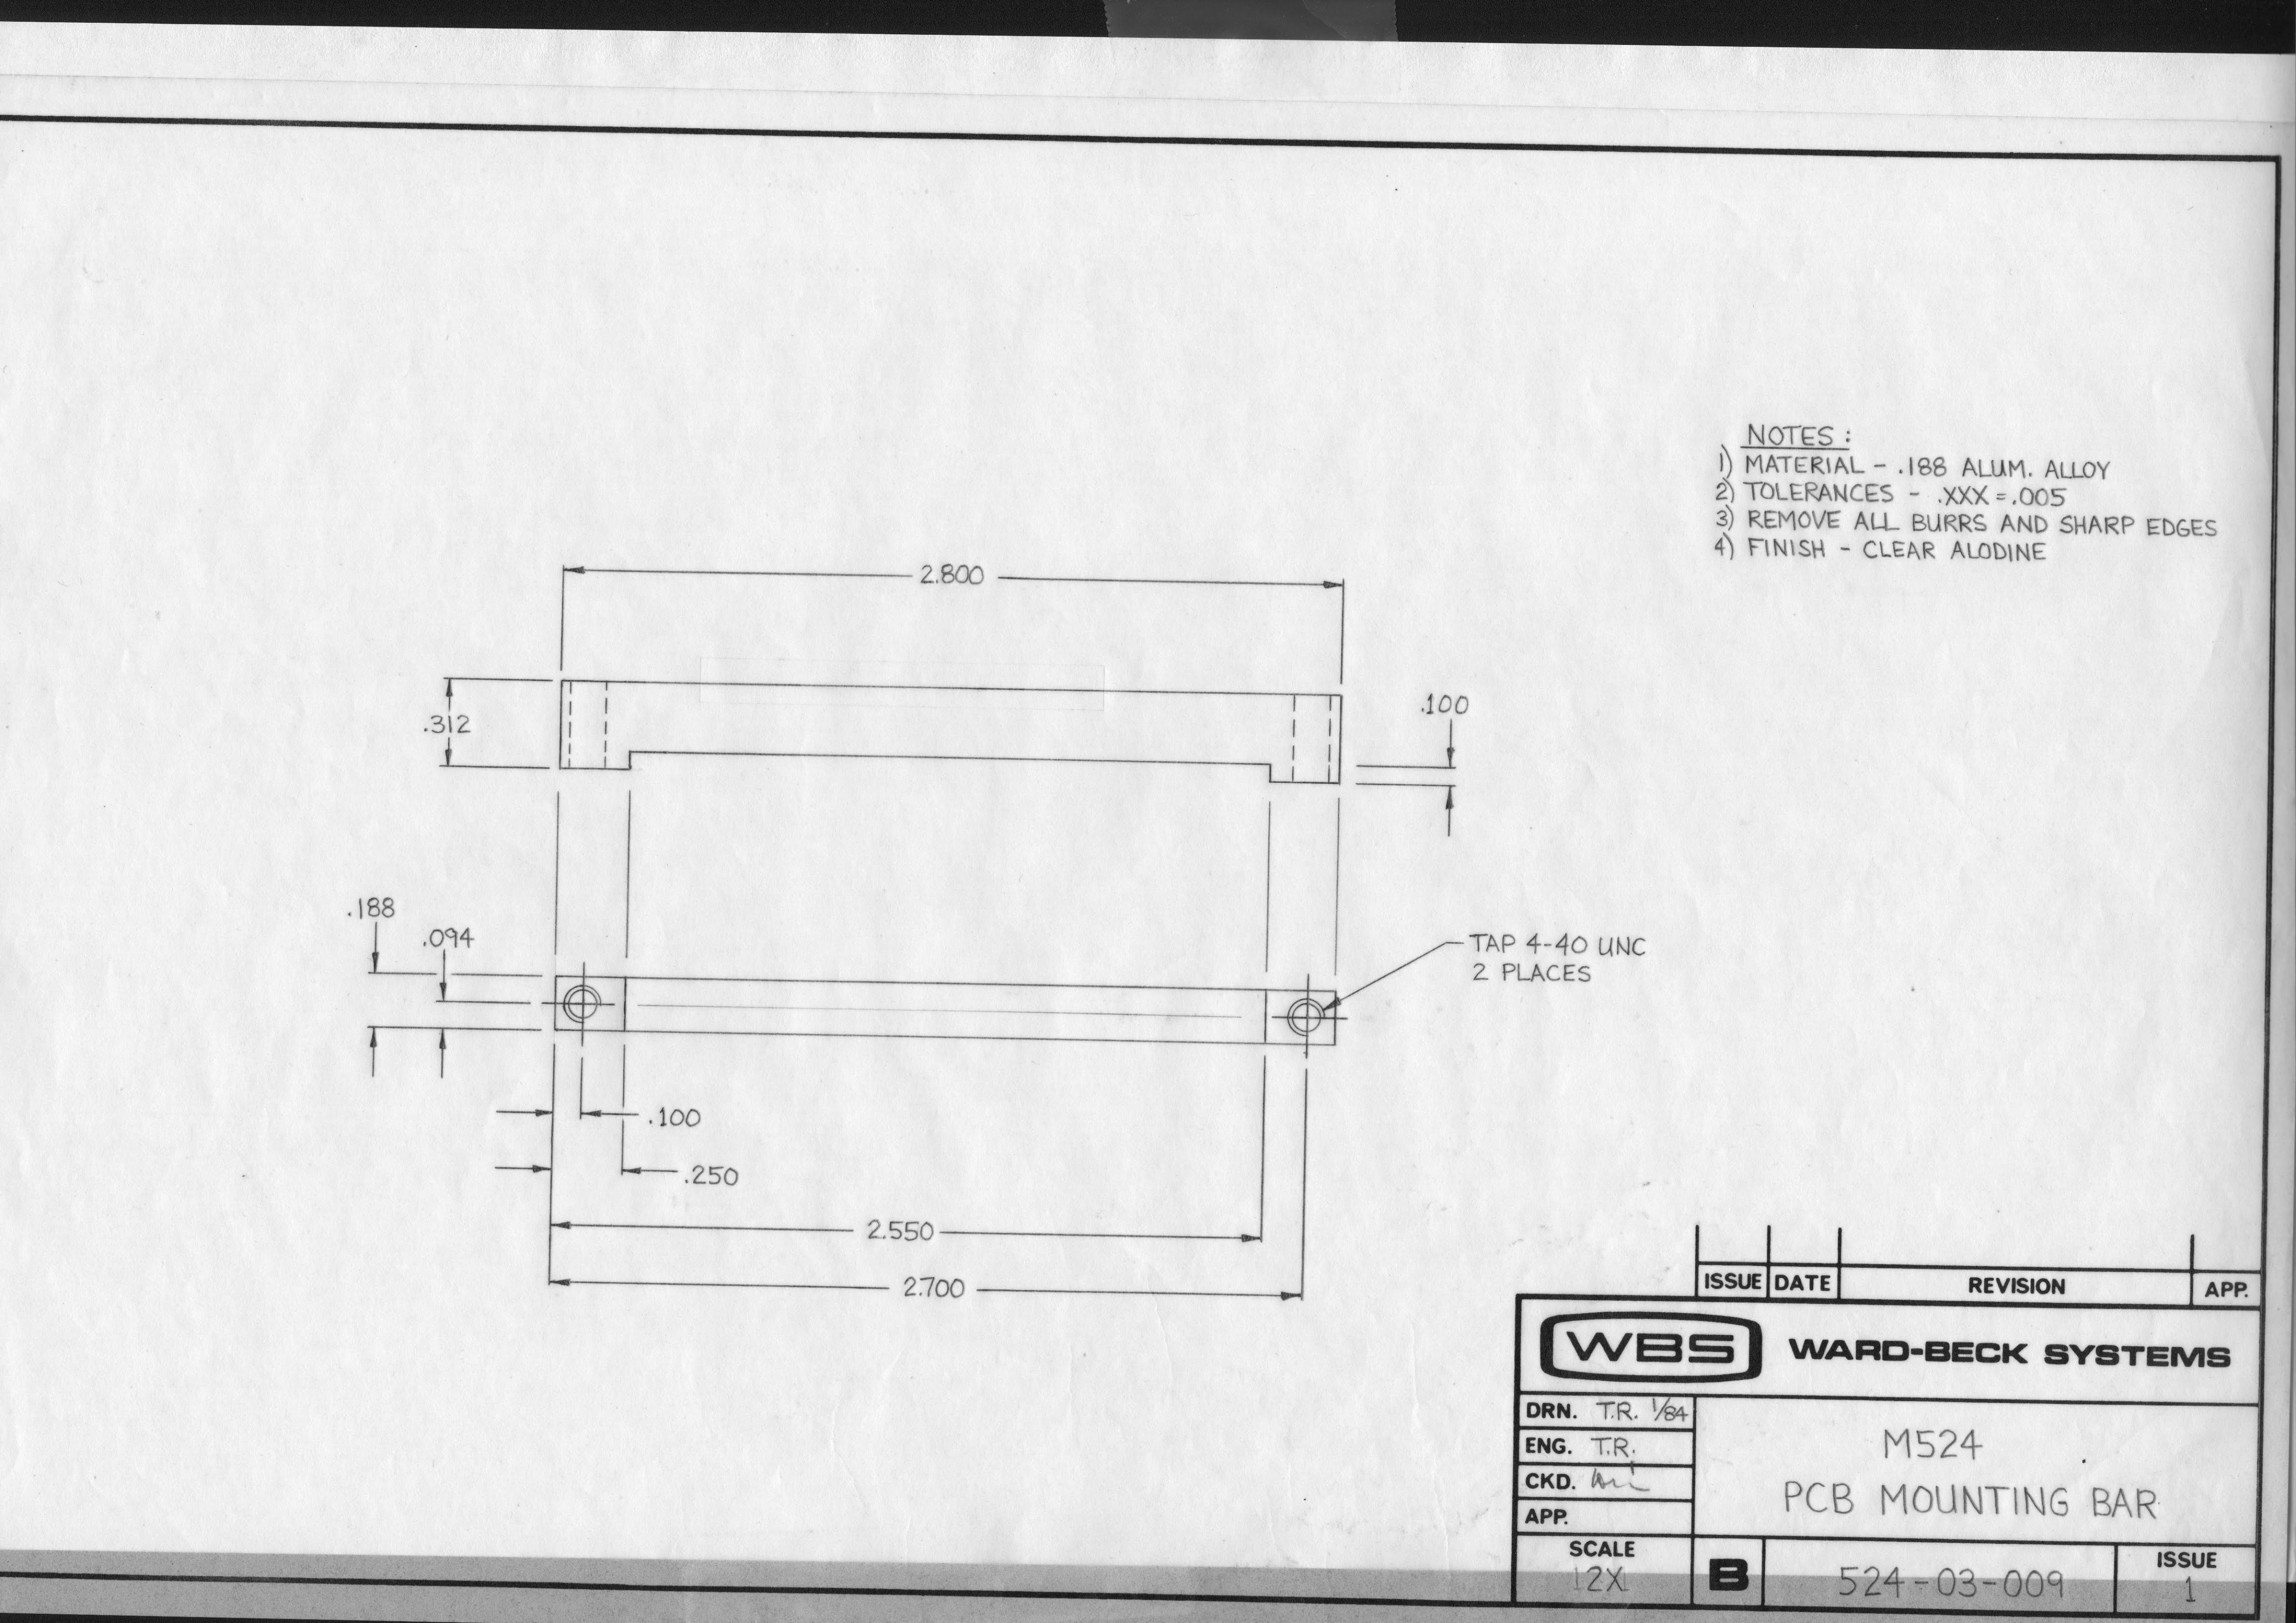 NOTES :
1) MATERIAL - .188 ALUM. ALLOY
2) TOLERANCES - .XXX = .005
3) REMOVE ALL BURRS AND SHARP EDGES
4) FINISH - CLEAR ALODINE
2.800
.312
.100
.188
.094
TAP 4-40 UNC
2 PLACES
.100
.250
2.550
2.700
ISSUE DATE REVISION APP.
WBS WARD-BECK SYSTEMS
DRN. T.R. 1/84
ENG. T.R.
CKD.
APP.
M524
PCB MOUNTING BAR
SCALE
2X
B
524-03-009
ISSUE
1